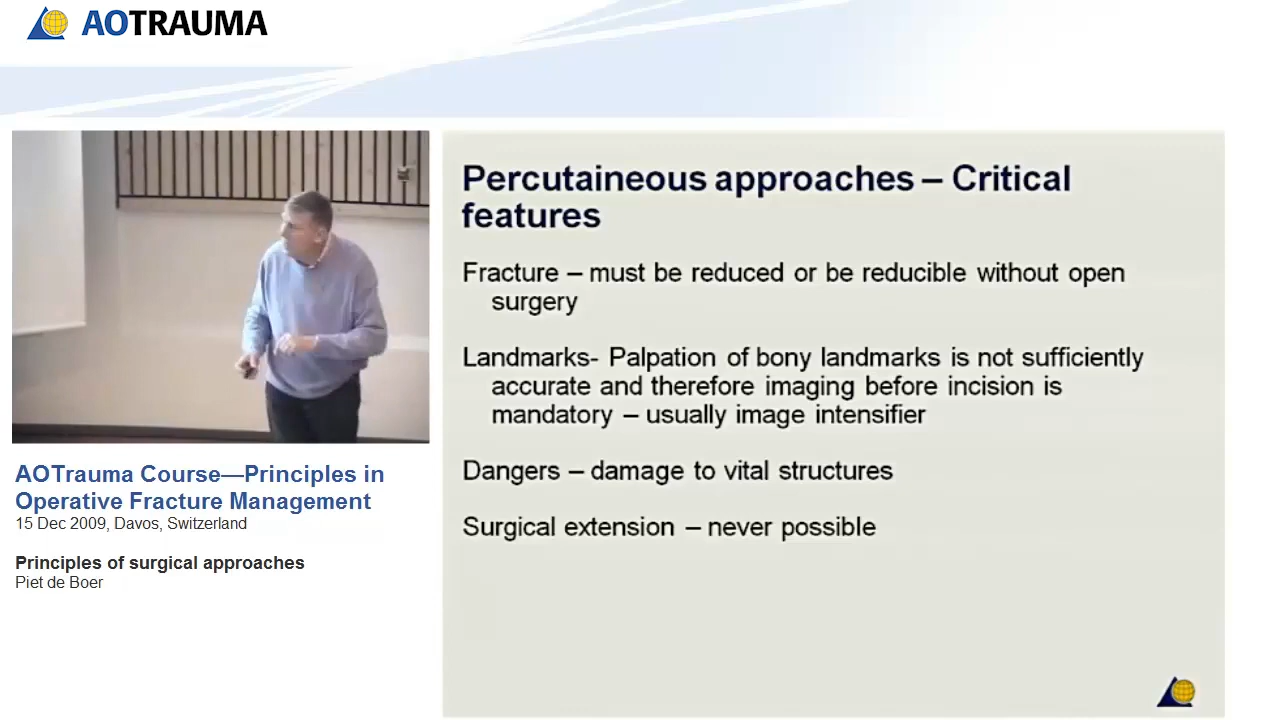 AOTRAUMA
Percutaineous approaches – Critical
features
Fracture – must be reduced or be reducible without open
surgery
Landmarks- Palpation of bony landmarks is not sufficiently
accurate and therefore imaging before incision is
mandatory – usually image intensifier
Dangers – damage to vital structures
Surgical extension – never possible
AOTrauma Course—Principles in
Operative Fracture Management
15 Dec 2009, Davos, Switzerland
Principles of surgical approaches
Piet de Boer